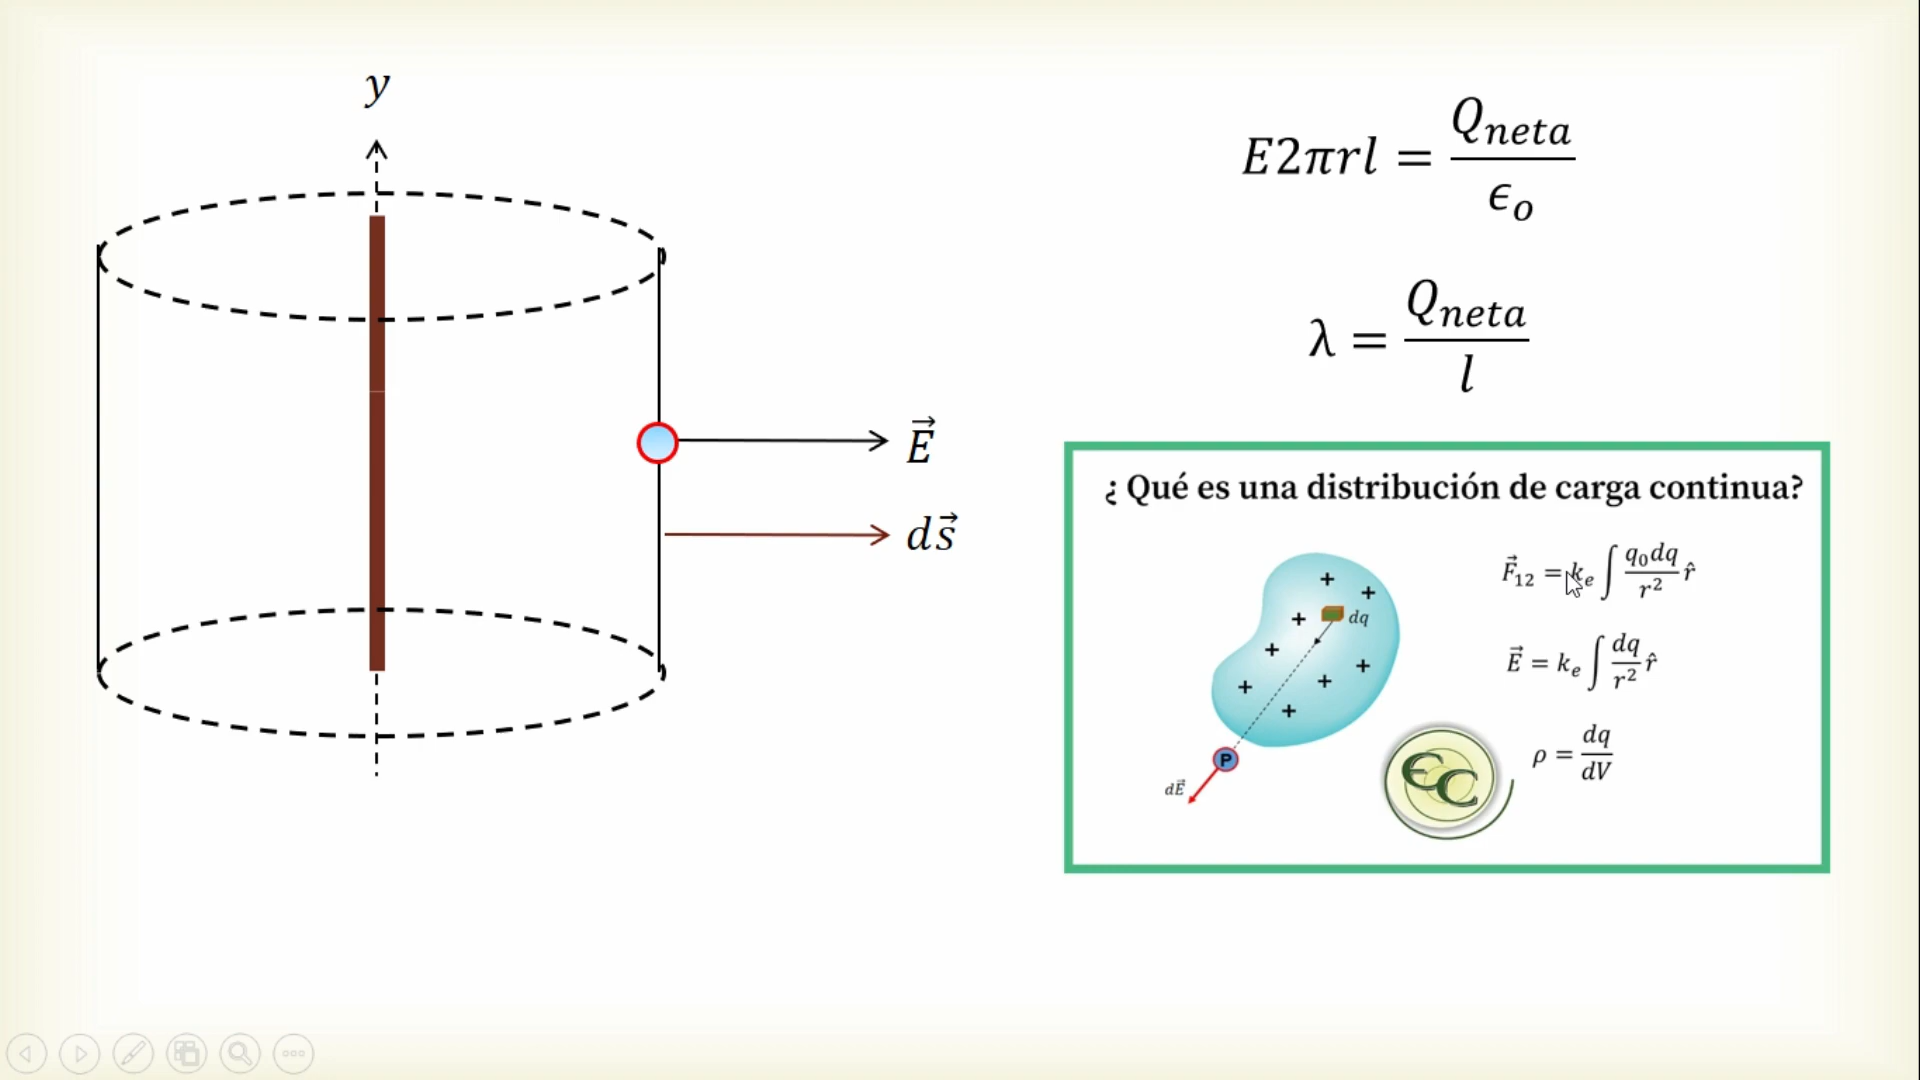 y
E2πrl = Q_neta / ϵ_o
λ = Q_neta / l
E⃗
ds⃗
¿ Qué es una distribución de carga continua?
F⃗₁₂ = k_e ∫ q₀dq / r² r̂
+ + + + + + + + +
dq
E⃗ = k_e ∫ dq / r² r̂
ρ = dq / dV
P
dE⃗
CC